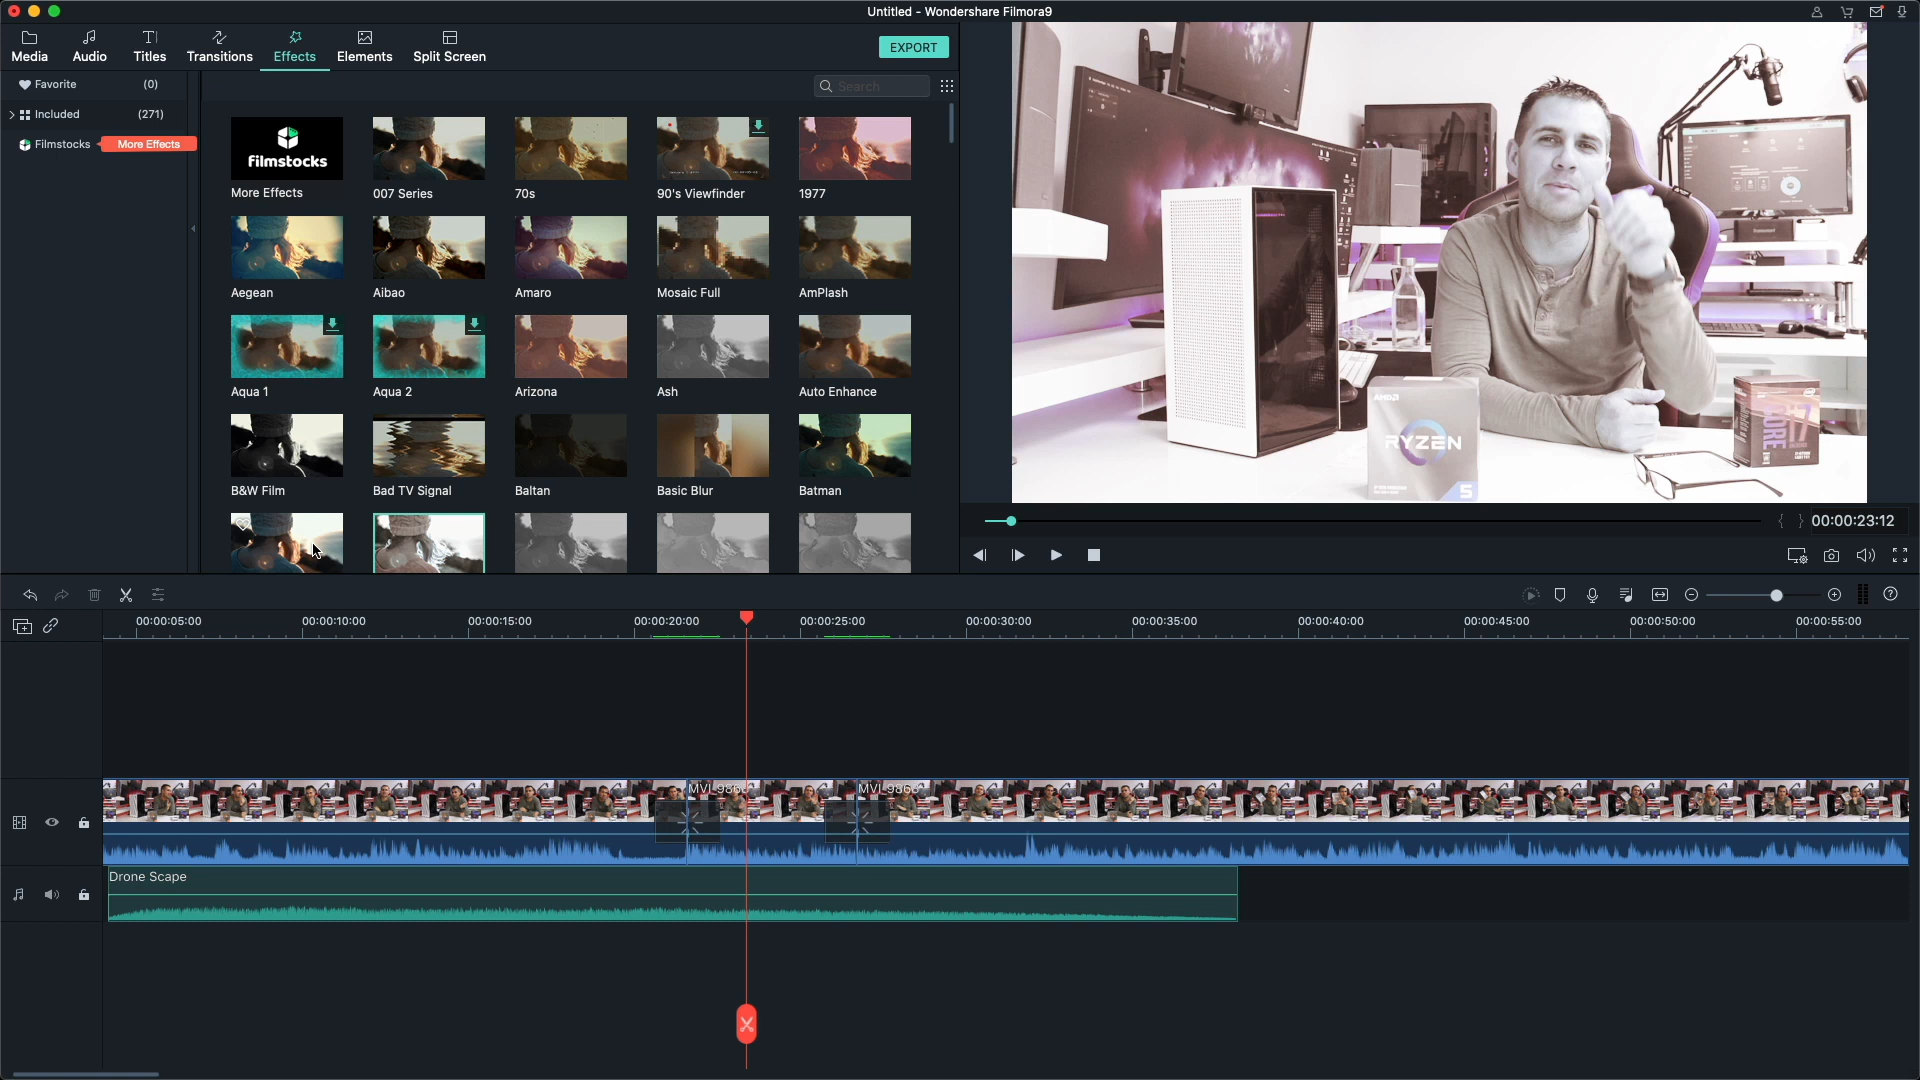 Untitled - Wondershare Filmora9
Media
Audio
Titles
Transitions
Effects
Elements
Split Screen
EXPORT
Favorite (0)
Included (271)
Filmstocks More Effects
Search
filmstocks
More Effects
007 Series
70s
90's Viewfinder
1977
Aegean
Aibao
Amaro
Mosaic Full
AmPlash
Aqua 1
Aqua 2
Arizona
Ash
Auto Enhance
B&W Film
Bad TV Signal
Baltan
Basic Blur
Batman
AMD
RYZEN
5
CORE
i7
00:00:23:12
00:00:05:00
00:00:10:00
00:00:15:00
00:00:20:00
00:00:25:00
00:00:30:00
00:00:35:00
00:00:40:00
00:00:45:00
00:00:50:00
00:00:55:00
Drone Scape